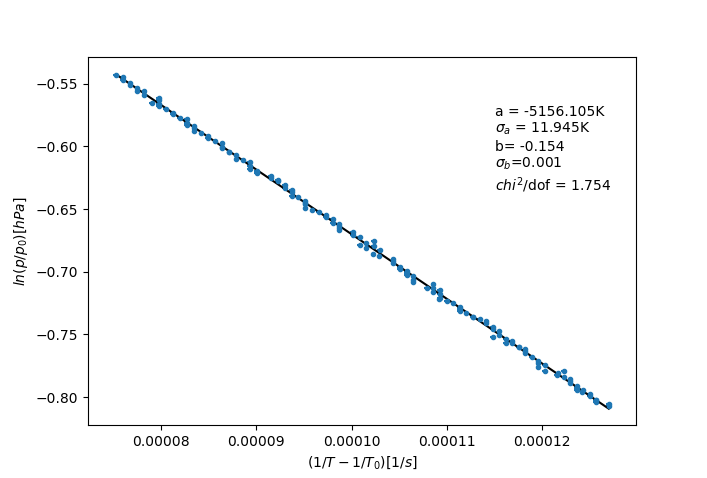 a = -5156.105K
σₐ = 11.945K
b= -0.154
σ_b=0.001
chi²/dof = 1.754
−0.55
−0.60
−0.65
−0.70
−0.75
−0.80
ln(p/p₀)[hPa]
0.00008 0.00009 0.00010 0.00011 0.00012
(1/T − 1/T₀)[1/s]